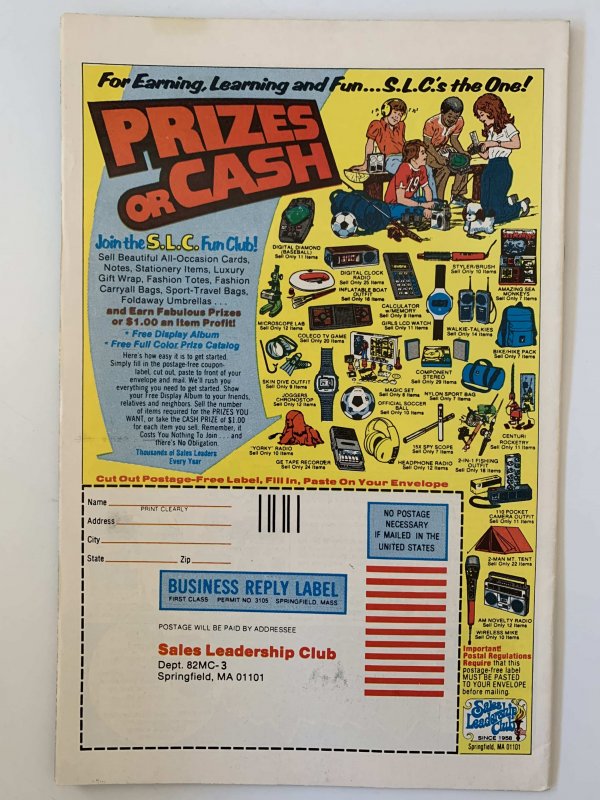 For Earning, Learning and Fun...S.L.C.'s the One!
PRIZES
OR CASH
Join the S.L.C. Fun Club!
Sell Beautiful All-Occasion Cards,
Notes, Stationery Items, Luxury
Gift Wrap, Fashion Totes, Fashion
Carryall Bags, Sport-Travel Bags,
Foldaway Umbrellas . . .
and Earn Fabulous Prizes
or $1.00 an Item Profit!
• Free Display Album
• Free Full Color Prize Catalog
Here's how easy it is to get started.
Simply fill in the postage-free coupon-
label, cut out, paste to front of your
envelope and mail. We'll rush you
everything you need to get started. Show
your Free Display Album to your friends,
relatives and neighbors. Sell the number
of items required for the PRIZES YOU
WANT, or take the CASH PRIZE of $1.00
for each item you sell. Remember, it
Costs You Nothing To Join . . . and
there's No Obligation.
Thousands of Sales Leaders
Every Year
DIGITAL DIAMOND
(BASEBALL)
Sell Only 11 Items
DIGITAL CLOCK
RADIO
Sell Only 25 Items
INFLATABLE BOAT
OUTFIT
Sell Only 16 Items
STYLER/BRUSH
Sell Only 10 Items
AMAZING SEA
MONKEYS
Sell Only 7 Items
MICROSCOPE LAB
Sell Only 12 Items
CALCULATOR
w/MEMORY
Sell Only 9 Items
GIRLS LCD WATCH
Sell Only 11 Items
WALKIE-TALKIES
Sell Only 14 Items
COLECO TV GAME
Sell Only 20 Items
BIKE/HIKE PACK
Sell Only 7 Items
SKIN DIVE OUTFIT
Sell Only 9 Items
COMPONENT
STEREO
Sell Only 29 Items
JOGGERS
CHRONOSTOP
Sell Only 12 Items
MAGIC SET
Sell Only 6 Items
NYLON SPORT BAG
Sell Only 7 Items
OFFICIAL SOCCER
BALL
Sell Only 10 Items
CENTURI
ROCKETRY
Sell Only 11 Items
"YORKY" RADIO
Sell Only 10 Items
15X SPY SCOPE
Sell Only 7 Items
GE TAPE RECORDER
Sell Only 24 Items
HEADPHONE RADIO
Sell Only 12 Items
2-IN-1 FISHING
OUTFIT
Sell Only 16 Items
110 POCKET
CAMERA OUTFIT
Sell Only 11 Items
2-MAN MT. TENT
Sell Only 22 Items
AM NOVELTY RADIO
Sell Only 12 Items
WIRELESS MIKE
Sell Only 10 Items
Cut Out Postage-Free Label, Fill In, Paste On Your Envelope
Name
PRINT CLEARLY
Address
City
State Zip
NO POSTAGE
NECESSARY
IF MAILED IN THE
UNITED STATES
BUSINESS REPLY LABEL
FIRST CLASS PERMIT NO. 3105 SPRINGFIELD, MASS.
POSTAGE WILL BE PAID BY ADDRESSEE
Sales Leadership Club
Dept. 82MC-3
Springfield, MA 01101
Important!
Postal Regulations
Require that this
postage-free label
MUST BE PASTED
TO YOUR ENVELOPE
before mailing.
Sales
Leadership
Club
SINCE 1958
Springfield, MA 01101
19